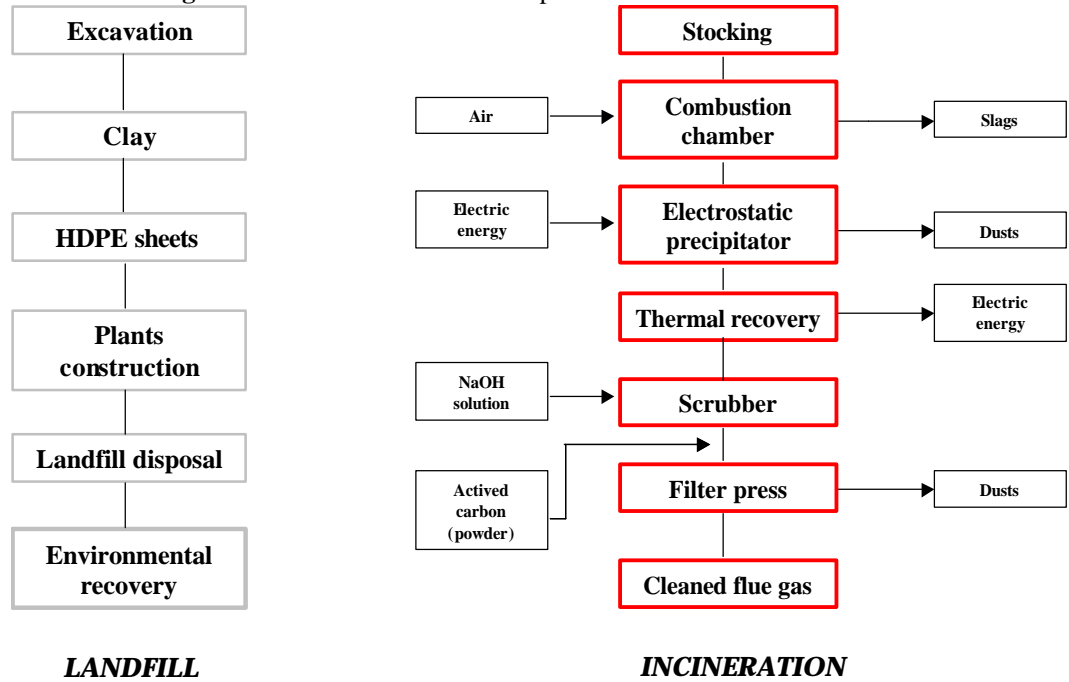 Excavation
Clay
HDPE sheets
Plants
construction
Landfill disposal
Environmental
recovery
LANDFILL
Stocking
Air
Combustion
chamber
Slags
Electric
energy
Electrostatic
precipitator
Dusts
Thermal recovery
Electric
energy
NaOH
solution
Scrubber
Actived
carbon
(powder)
Filter press
Dusts
Cleaned flue gas
INCINERATION